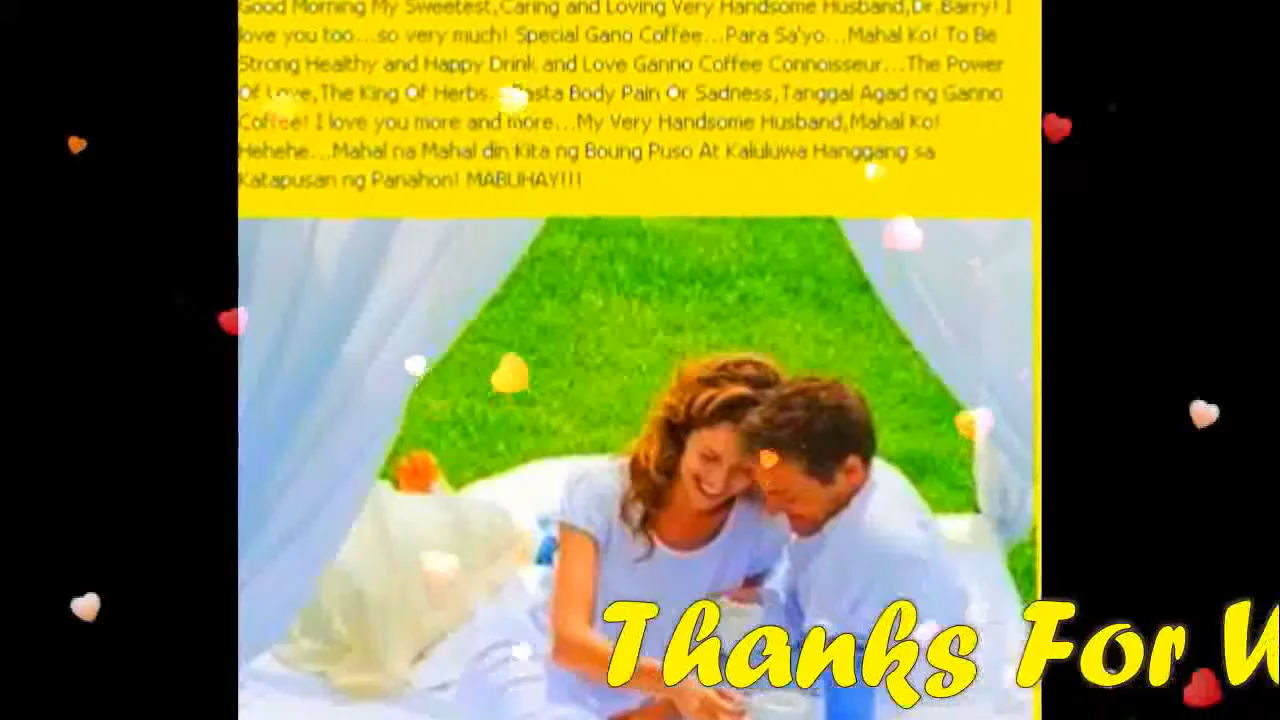 Good Morning My Sweetest,Caring and Loving Very Handsome Husband,Dr.Barry! I
love you too...so very much! Special Gano Coffee...Para Sa'yo...Mahal Ko! To Be
Strong Healthy and Happy Drink and Love Ganno Coffee Connoisseur...The Power
Of Love,The King Of Herbs...Basta Body Pain Or Sadness,Tanggal Agad ng Ganno
Coffee! I love you more and more...My Very Handsome Husband,Mahal Ko!
Hehehe...Mahal na Mahal din Kita ng Boung Puso At Kaluluwa Hanggang sa
Katapusan ng Panahon! MABUHAY!!!
Thanks For